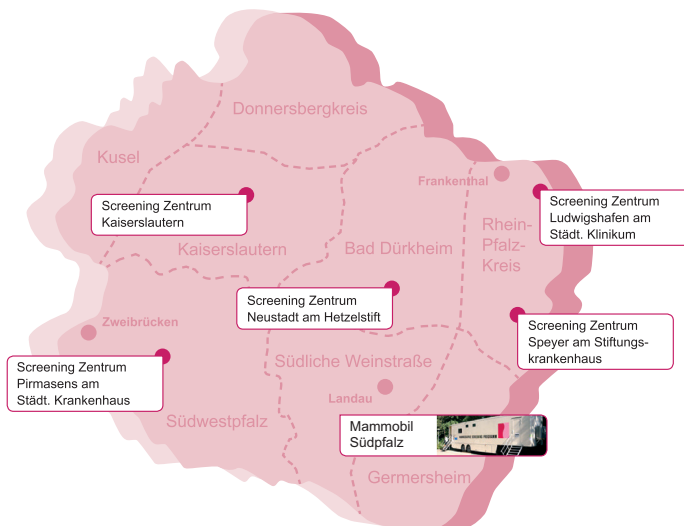 Donnersbergkreis
Kusel
Frankenthal
Screening Zentrum
Kaiserslautern
Screening Zentrum
Ludwigshafen am
Städt. Klinikum
Rhein-
Pfalz-
Kreis
Kaiserslautern
Bad Dürkheim
Screening Zentrum
Neustadt am Hetzelstift
Zweibrücken
Screening Zentrum
Speyer am Stiftungs-
krankenhaus
Screening Zentrum
Pirmasens am
Städt. Krankenhaus
Südliche Weinstraße
Landau
Südwestpfalz
Mammobil
Südpfalz
Germersheim